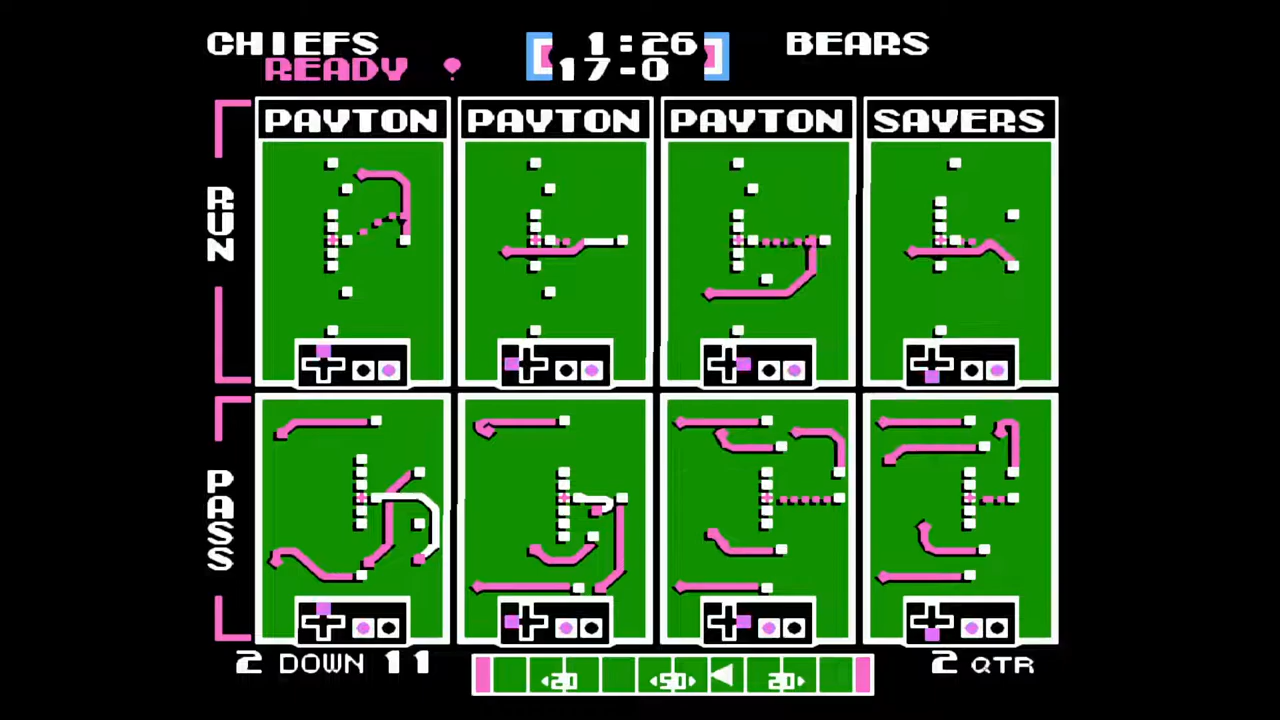 CHIEFS 1:26 BEARS
READY 17-0
PAYTON PAYTON PAYTON SAYERS
RUN
PASS
2 DOWN 11 2 QTR
20 50 20